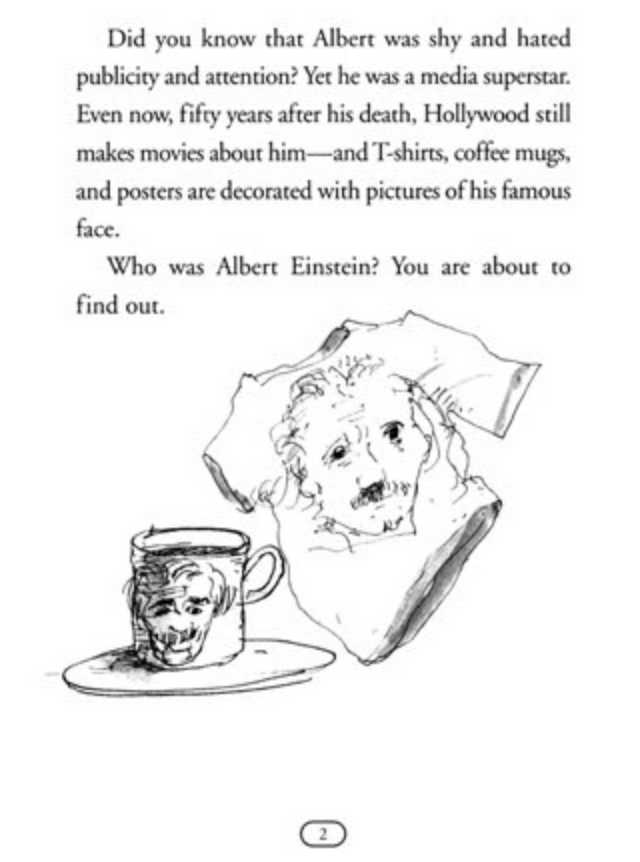 Did you know that Albert was shy and hated
publicity and attention? Yet he was a media superstar.
Even now, fifty years after his death, Hollywood still
makes movies about him—and T-shirts, coffee mugs,
and posters are decorated with pictures of his famous
face.
Who was Albert Einstein? You are about to
find out.
2